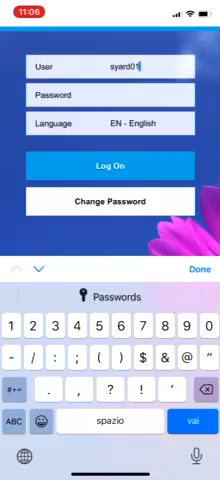 11:06
User syard01
Password
Language EN - English
Log On
Change Password
Done
Passwords
1 2 3 4 5 6 7 8 9 0
- / : ; ( ) $ & @ "
#+= . , ? ! ’
ABC spazio vai